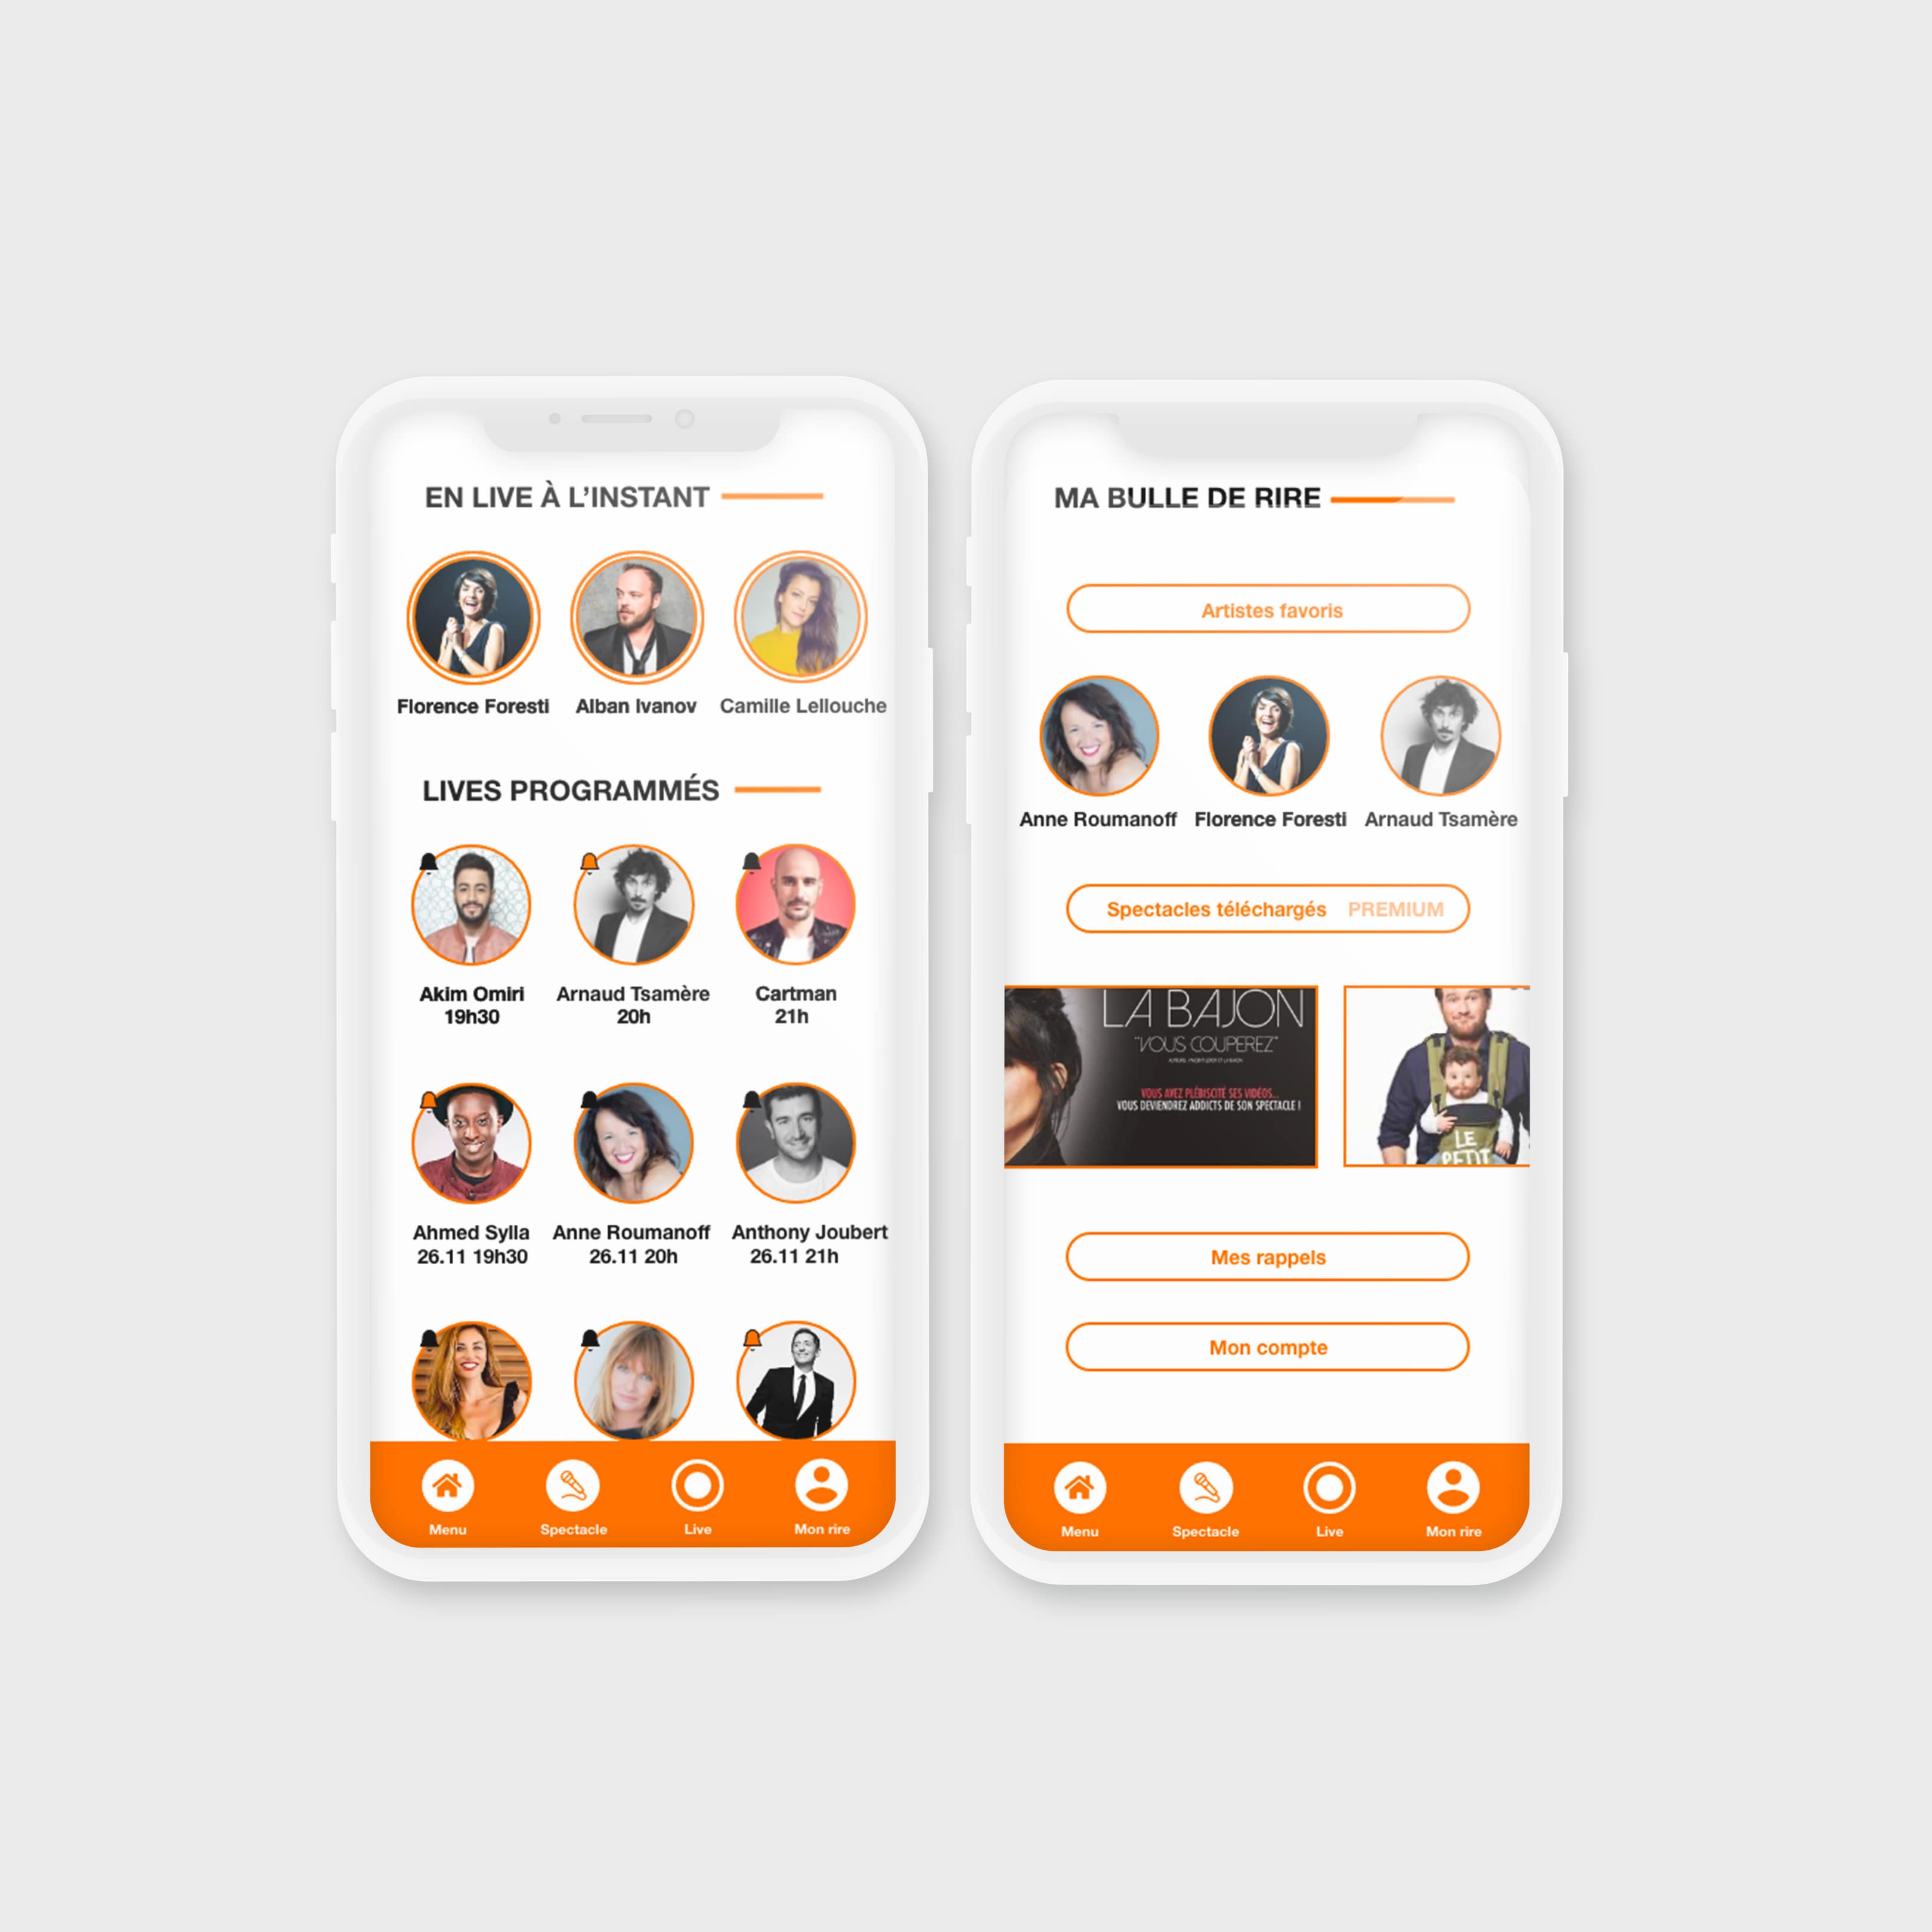 EN LIVE À L'INSTANT
Florence Foresti
Alban Ivanov
Camille Lellouche
LIVES PROGRAMMÉS
Akim Omiri
19h30
Arnaud Tsamère
20h
Cartman
21h
Ahmed Sylla
26.11 19h30
Anne Roumanoff
26.11 20h
Anthony Joubert
26.11 21h
Menu
Spectacle
Live
Mon rire
MA BULLE DE RIRE
Artistes favoris
Anne Roumanoff
Florence Foresti
Arnaud Tsamère
Spectacles téléchargés PREMIUM
LA BAJON
"VOUS COUPEREZ"
VOUS AVEZ PLÉBISCITÉ SES VIDÉOS...
VOUS DEVIENDREZ ADDICTS DE SON SPECTACLE !
LE
PETIT
Mes rappels
Mon compte
Menu
Spectacle
Live
Mon rire